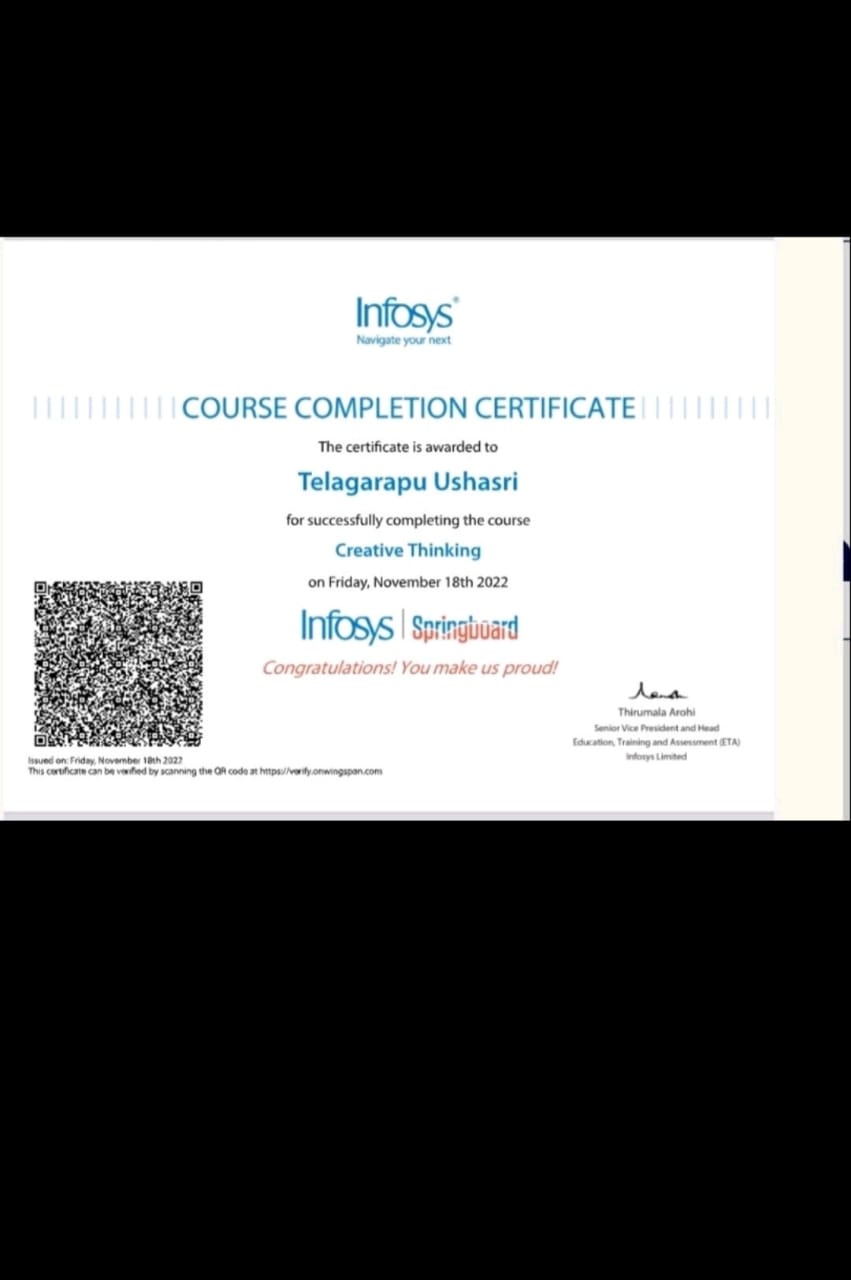 Infosys®
Navigate your next
COURSE COMPLETION CERTIFICATE
The certificate is awarded to
Telagarapu Ushasri
for successfully completing the course
Creative Thinking
on Friday, November 18th 2022
Infosys | Springboard
Congratulations! You make us proud!
Thirumala Arohi
Senior Vice President and Head
Education, Training and Assessment (ETA)
Infosys Limited
Issued on: Friday, November 18th 2022
This certificate can be verified by scanning the QR code at https://verify.onwingspan.com